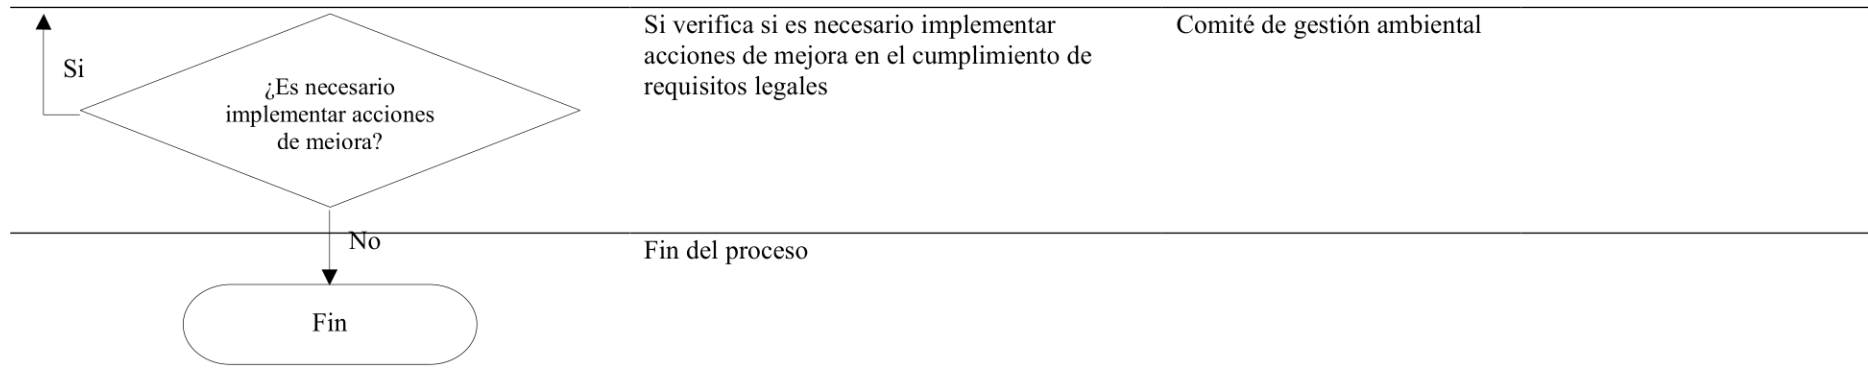 Si
¿Es necesario
implementar acciones
de meiora?
Si verifica si es necesario implementar
acciones de mejora en el cumplimiento de
requisitos legales
Comité de gestión ambiental
No
Fin del proceso
Fin